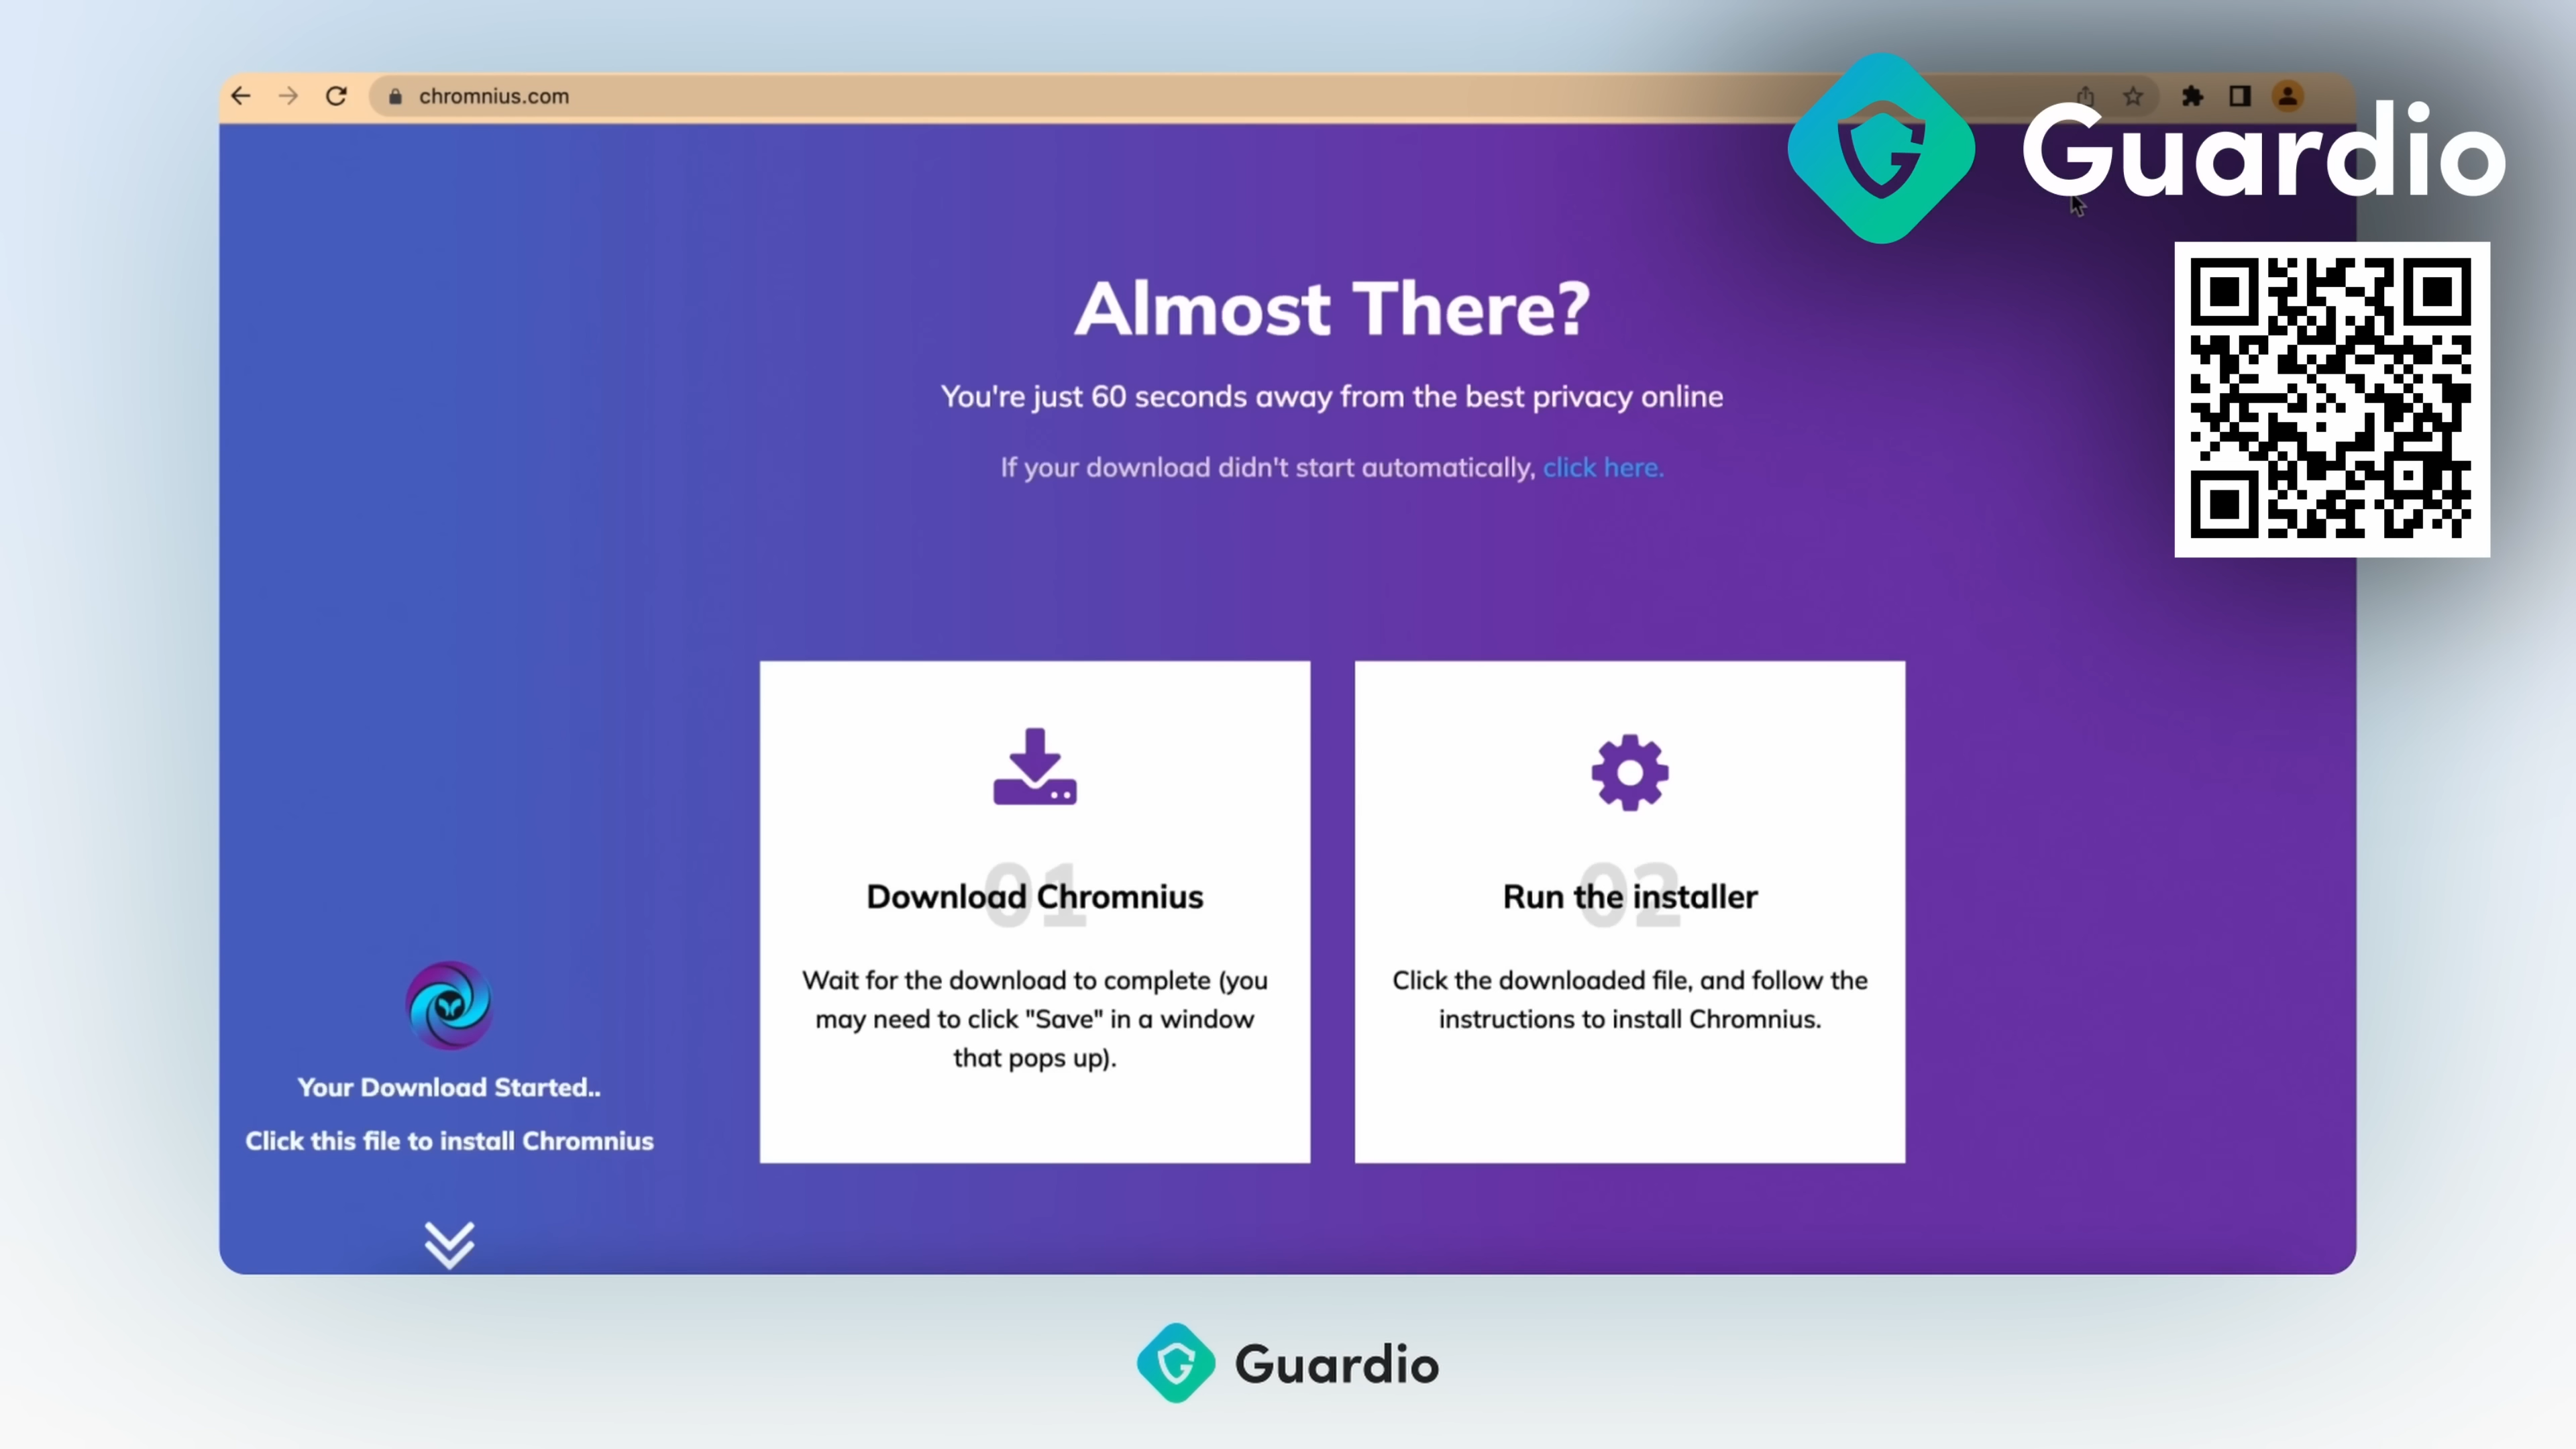 chromnius.com
Guardio
Almost There?
You're just 60 seconds away from the best privacy online
If your download didn't start automatically, click here.
01
Download Chromnius
Wait for the download to complete (you
may need to click "Save" in a window
that pops up).
02
Run the installer
Click the downloaded file, and follow the
instructions to install Chromnius.
Your Download Started..
Click this file to install Chromnius
Guardio